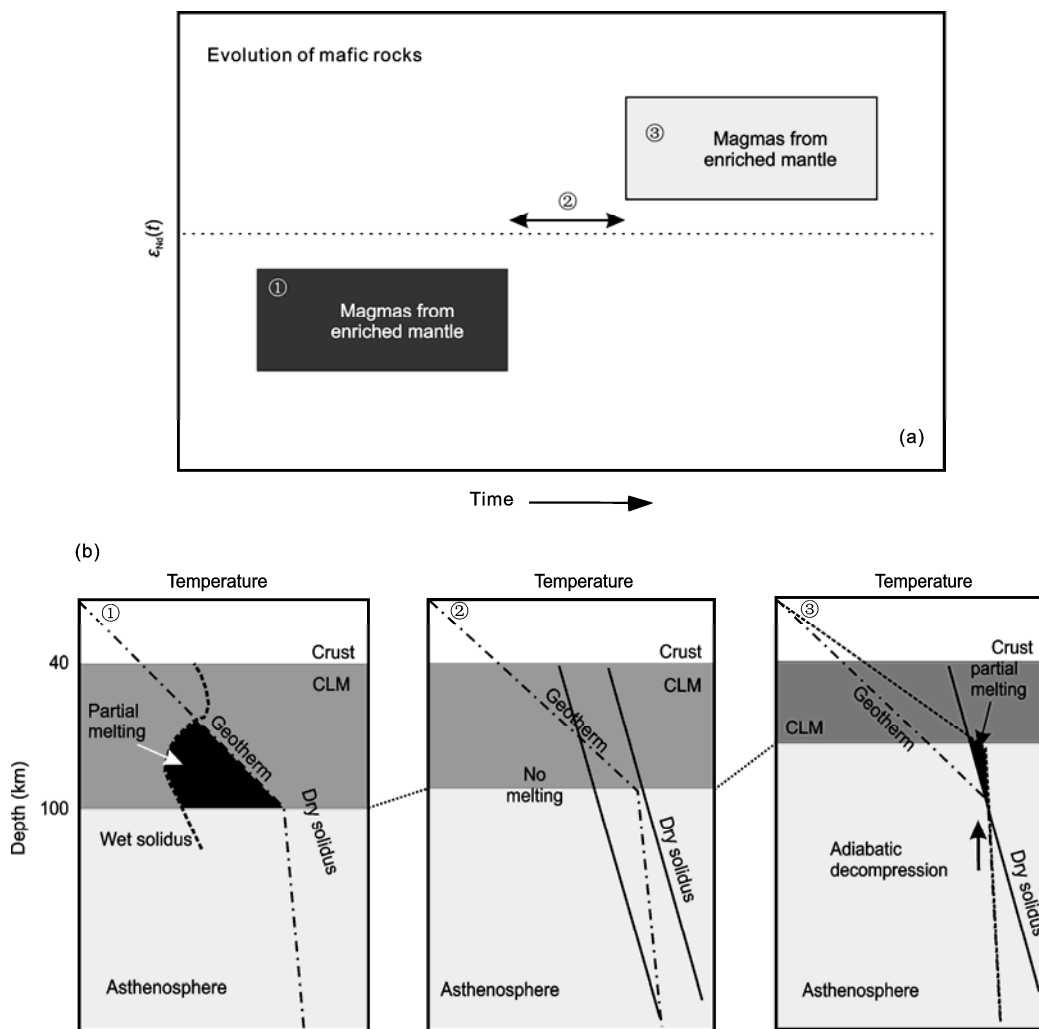 Evolution of mafic rocks
③
Magmas from
enriched mantle
②
εNd(t)
①
Magmas from
enriched mantle
(a)
Time
(b)
Temperature
①
Crust
40
CLM
Partial
melting
Geotherm
Depth (km)
100
Wet solidus
Dry solidus
Asthenosphere
Temperature
②
Crust
CLM
Geotherm
No
melting
Dry solidus
Asthenosphere
Temperature
③
Crust
partial
melting
Geotherm
CLM
Adiabatic
decompression
Dry solidus
Asthenosphere